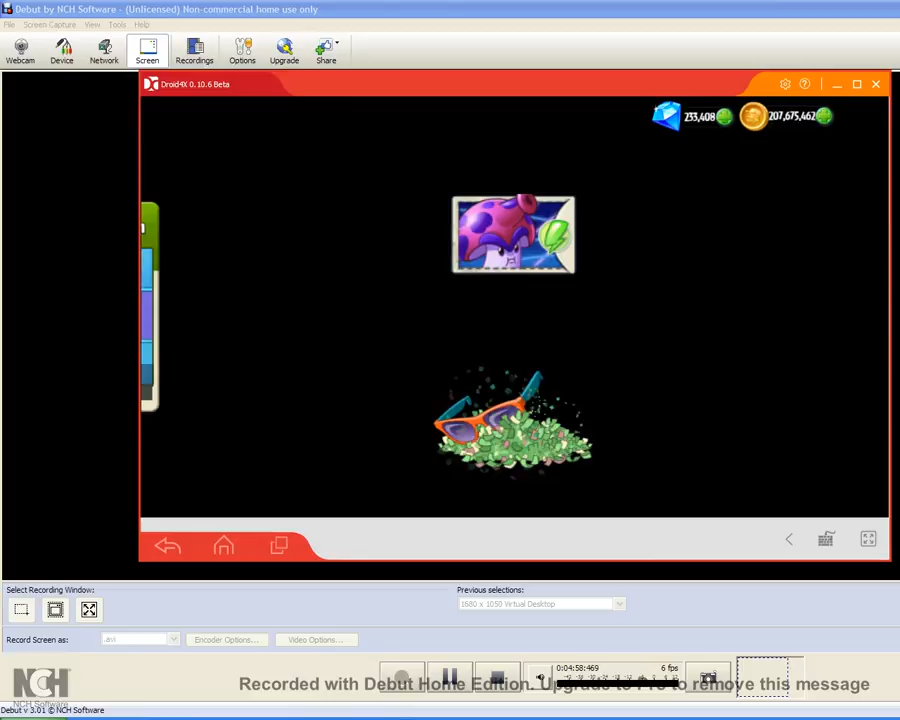 Debut by NCH Software - (Unlicensed) Non-commercial home use only
File Screen Capture View Tools Help
Webcam Device Network Screen Recordings Options Upgrade Share
Droid4X 0.10.6 Beta
233,408 207,675,462
Select Recording Window:
Previous selections:
1680 x 1050 Virtual Desktop
Record Screen as: .avi Encoder Options... Video Options...
0:04:58:469 6 fps
NCH
NCH Software
Recorded with Debut Home Edition. Upgrade to Pro to remove this message
Debut v 3.01 © NCH Software